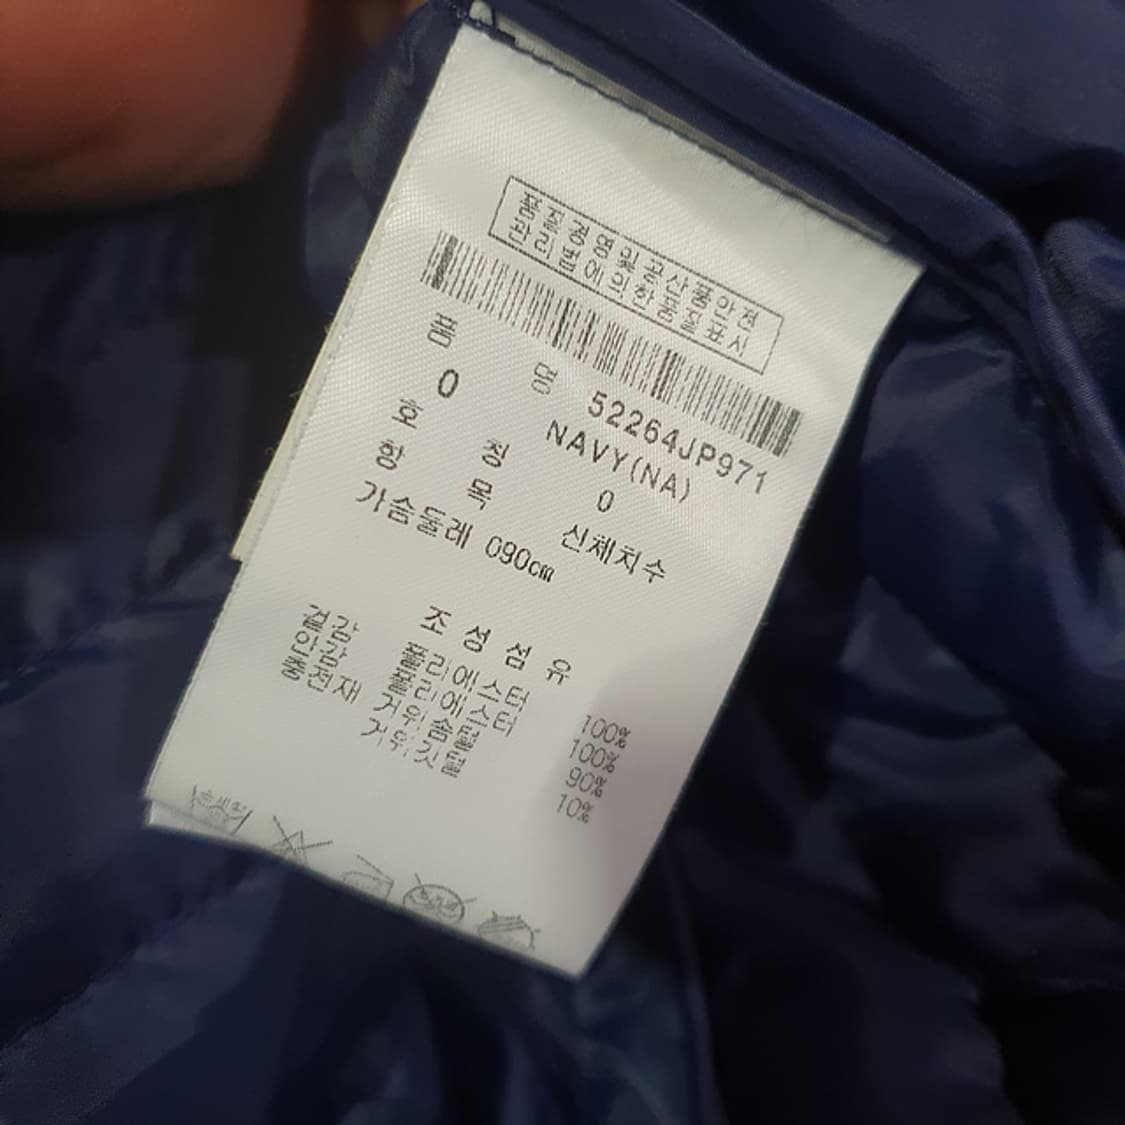 품질경영및공산품안전
관리법에의한품질표시
품 명 52264JP971
0 NAVY(NA)
호 칭 0
항 목 신체치수
가슴둘레 090㎝
조 성 섬 유
겉감 폴리에스터 100%
안감 폴리에스터 100%
충전재 거위솜털 90%
거위깃털 10%
손세탁